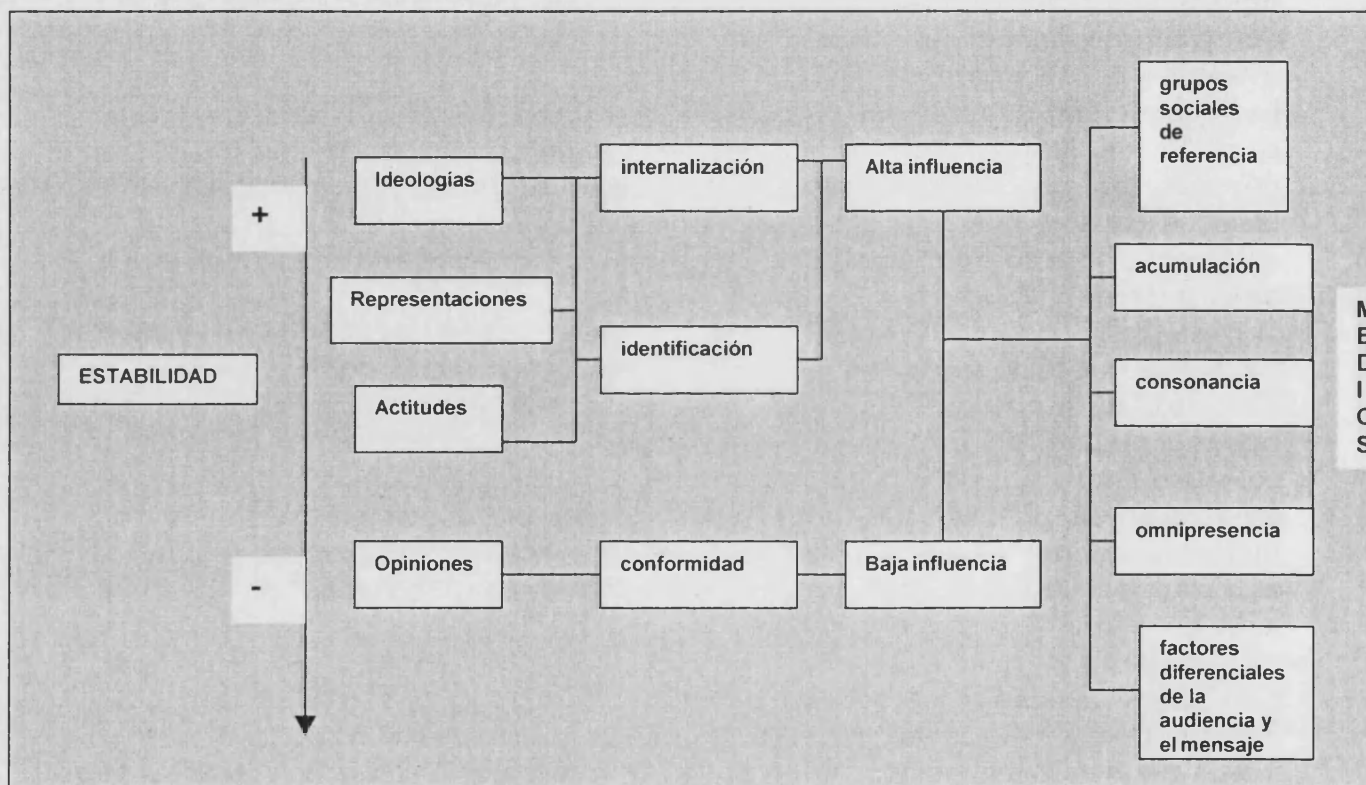 grupos
sociales
de
referencia
Ideologías
internalización
Alta influencia
+
acumulación
Representaciones
M
E
D
I
O
S
identificación
ESTABILIDAD
consonancia
Actitudes
omnipresencia
Opiniones
conformidad
Baja influencia
-
factores
diferenciales
de la
audiencia y
el mensaje